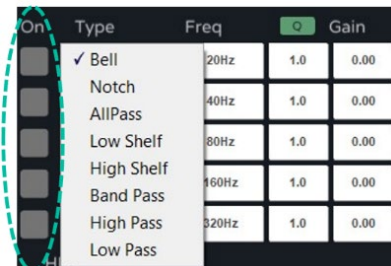 On Type Freq Q Gain
✓ Bell 20Hz 1.0 0.00
Notch
AllPass 40Hz 1.0 0.00
Low Shelf 80Hz 1.0 0.00
High Shelf
Band Pass 160Hz 1.0 0.00
High Pass 320Hz 1.0 0.00
Low Pass